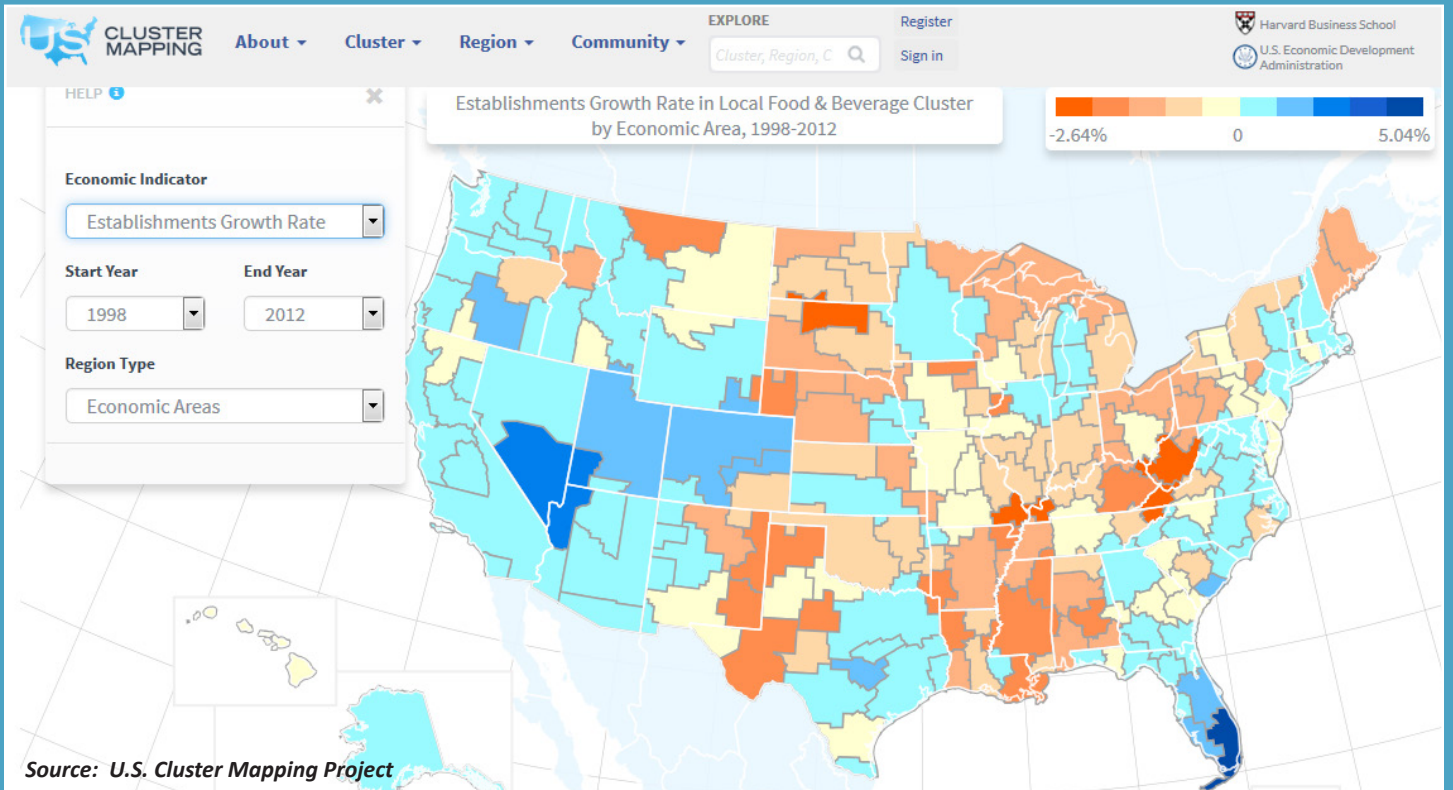 US CLUSTER
MAPPING
About
Cluster
Region
Community
EXPLORE
Cluster, Region, C
Register
Sign in
Harvard Business School
U.S. Economic Development
Administration
HELP
Establishments Growth Rate in Local Food & Beverage Cluster
by Economic Area, 1998-2012
-2.64% 0 5.04%
Economic Indicator
Establishments Growth Rate
Start Year End Year
1998 2012
Region Type
Economic Areas
Source: U.S. Cluster Mapping Project